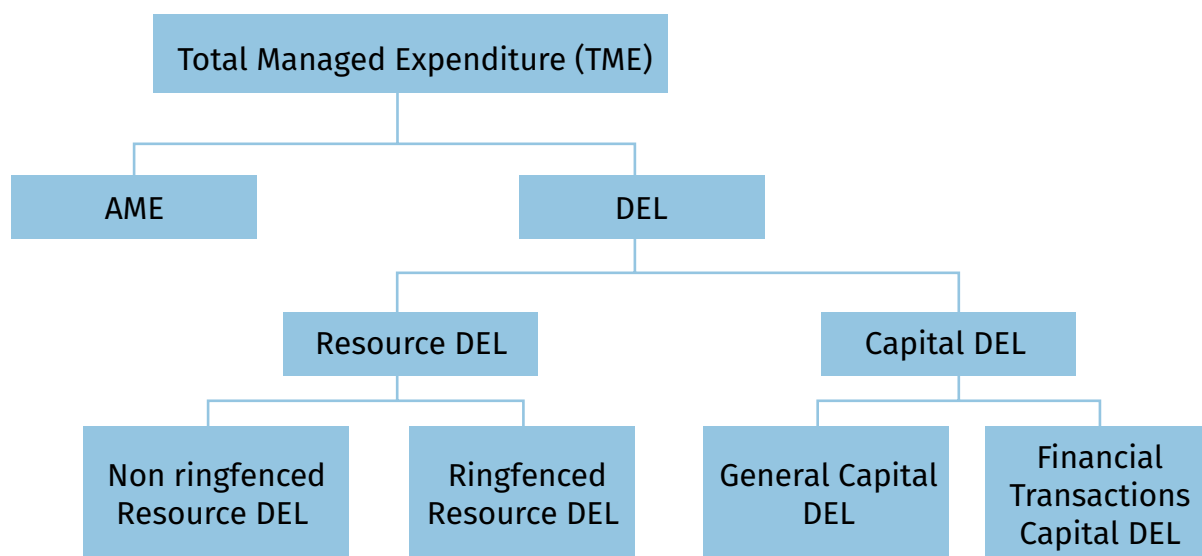 Total Managed Expenditure (TME)
AME
DEL
Resource DEL
Capital DEL
Non ringfenced
Resource DEL
Ringfenced
Resource DEL
General Capital
DEL
Financial
Transactions
Capital DEL